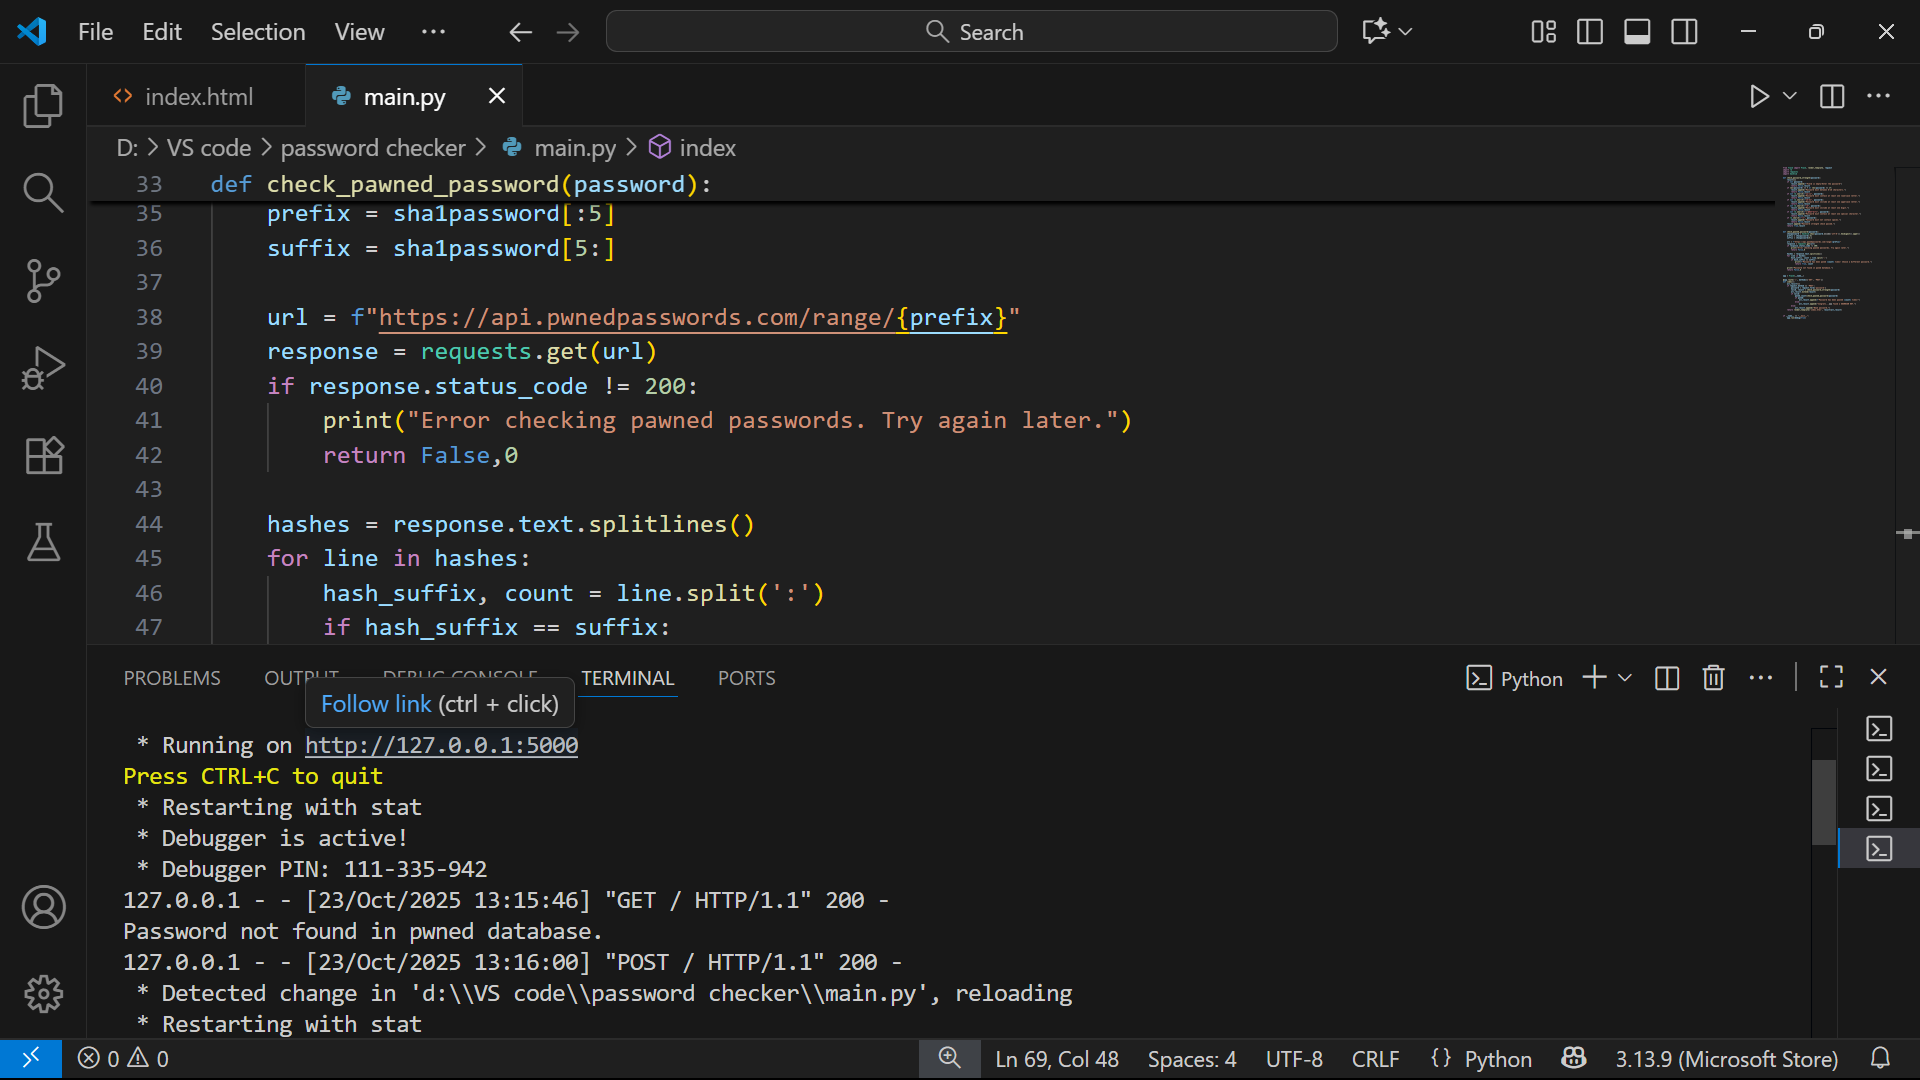 File Edit Selection View ··· Search
index.html main.py
D: > VS code > password checker > main.py > index
33 def check_pawned_password(password):
35 prefix = sha1password[:5]
36 suffix = sha1password[5:]
37
38 url = f"https://api.pwnedpasswords.com/range/{prefix}"
39 response = requests.get(url)
40 if response.status_code != 200:
41 print("Error checking pawned passwords. Try again later.")
42 return False,0
43
44 hashes = response.text.splitlines()
45 for line in hashes:
46 hash_suffix, count = line.split(':')
47 if hash_suffix == suffix:
PROBLEMS OUTPUT DEBUG CONSOLE TERMINAL PORTS Python
Follow link (ctrl + click)
* Running on http://127.0.0.1:5000
Press CTRL+C to quit
* Restarting with stat
* Debugger is active!
* Debugger PIN: 111-335-942
127.0.0.1 - - [23/Oct/2025 13:15:46] "GET / HTTP/1.1" 200 -
Password not found in pwned database.
127.0.0.1 - - [23/Oct/2025 13:16:00] "POST / HTTP/1.1" 200 -
* Detected change in 'd:\\VS code\\password checker\\main.py', reloading
* Restarting with stat
0 0 Ln 69, Col 48 Spaces: 4 UTF-8 CRLF {} Python 3.13.9 (Microsoft Store)